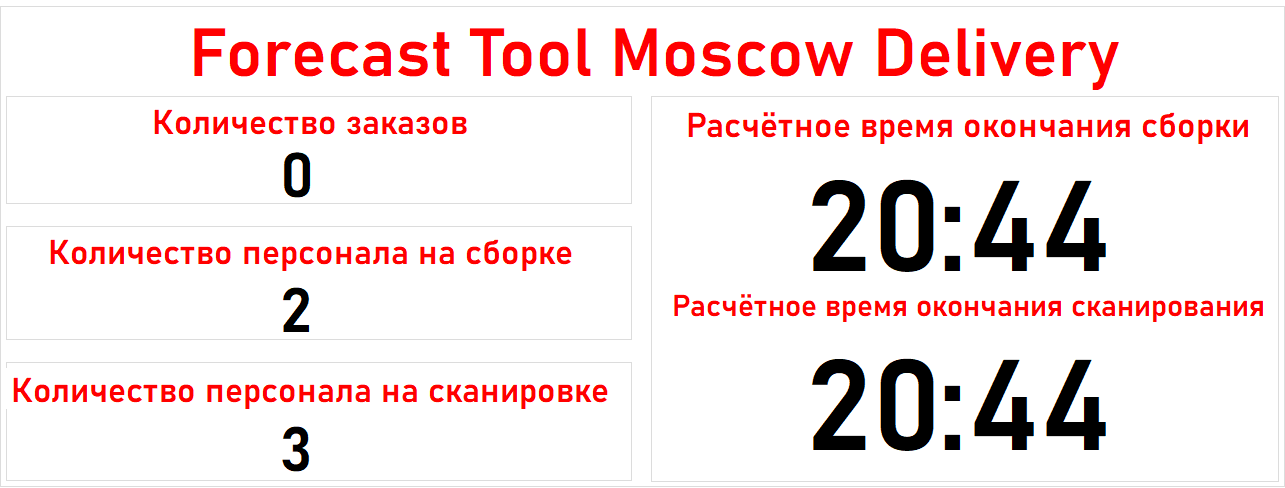 Forecast Tool Moscow Delivery
Количество заказов
0
Количество персонала на сборке
2
Количество персонала на сканировке
3
Расчётное время окончания сборки
20:44
Расчётное время окончания сканирования
20:44